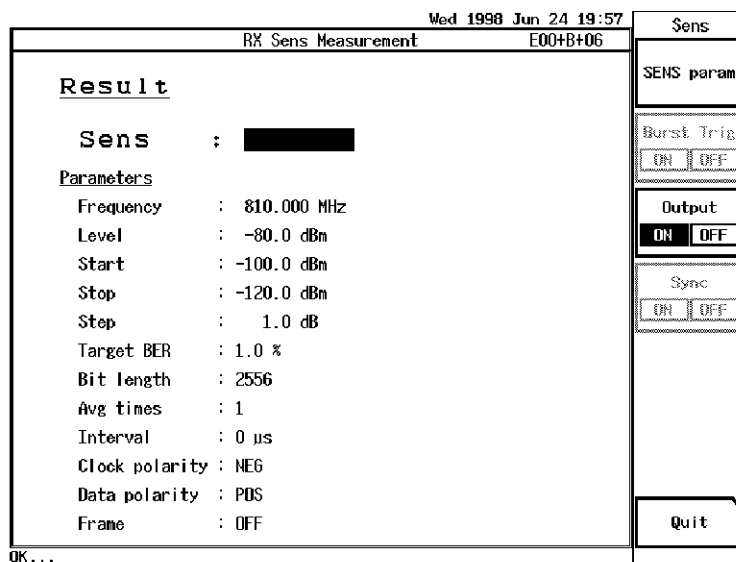 Wed 1998 Jun 24 19:57
RX Sens Measurement E00+B+06
Result
Sens :
Parameters
Frequency : 810.000 MHz
Level : -80.0 dBm
Start : -100.0 dBm
Stop : -120.0 dBm
Step : 1.0 dB
Target BER : 1.0 %
Bit length : 2556
Avg times : 1
Interval : 0 µs
Clock polarity : NEG
Data polarity : POS
Frame : OFF
OK...
Sens
SENS param
Burst Trig
ON OFF
Output
ON OFF
Sync
ON OFF
Quit